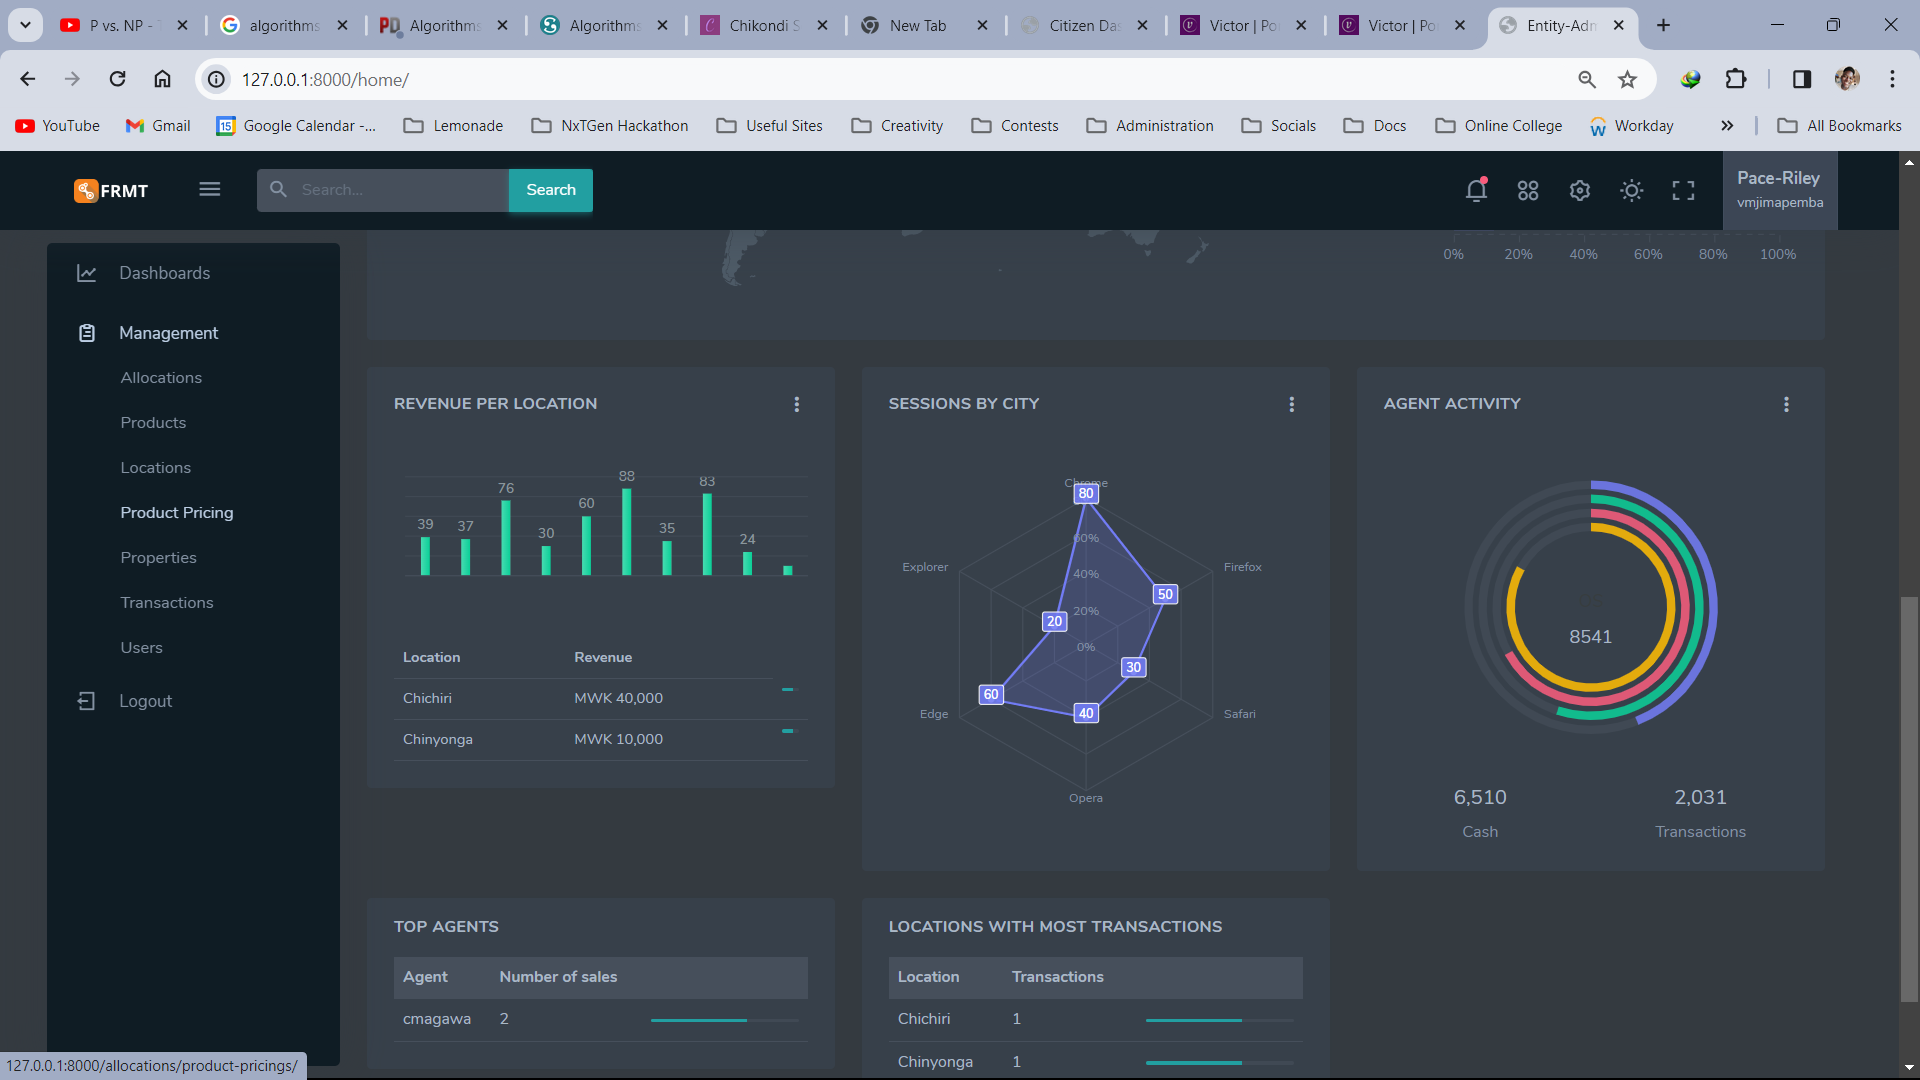 P vs. NP - T
algorithms
Algorithms
Algorithms
Chikondi S
New Tab
Citizen Das
Victor | Po
Victor | Po
Entity-Adm
127.0.0.1:8000/home/
YouTube
Gmail
Google Calendar -...
Lemonade
NxTGen Hackathon
Useful Sites
Creativity
Contests
Administration
Socials
Docs
Online College
Workday
All Bookmarks
FRMT
Search...
Search
Pace-Riley
vmjimapemba
Dashboards
Management
Allocations
Products
Locations
Product Pricing
Properties
Transactions
Users
Logout
0% 20% 40% 60% 80% 100%
REVENUE PER LOCATION
39 37 76 30 60 88 35 83 24
Location Revenue
Chichiri MWK 40,000
Chinyonga MWK 10,000
SESSIONS BY CITY
Chrome
80
60%
Explorer
Firefox
40%
50
20%
20
0%
30
60
40
Edge
Safari
Opera
AGENT ACTIVITY
8541
6,510 2,031
Cash Transactions
TOP AGENTS
Agent Number of sales
cmagawa 2
LOCATIONS WITH MOST TRANSACTIONS
Location Transactions
Chichiri 1
Chinyonga 1
127.0.0.1:8000/allocations/product-pricings/